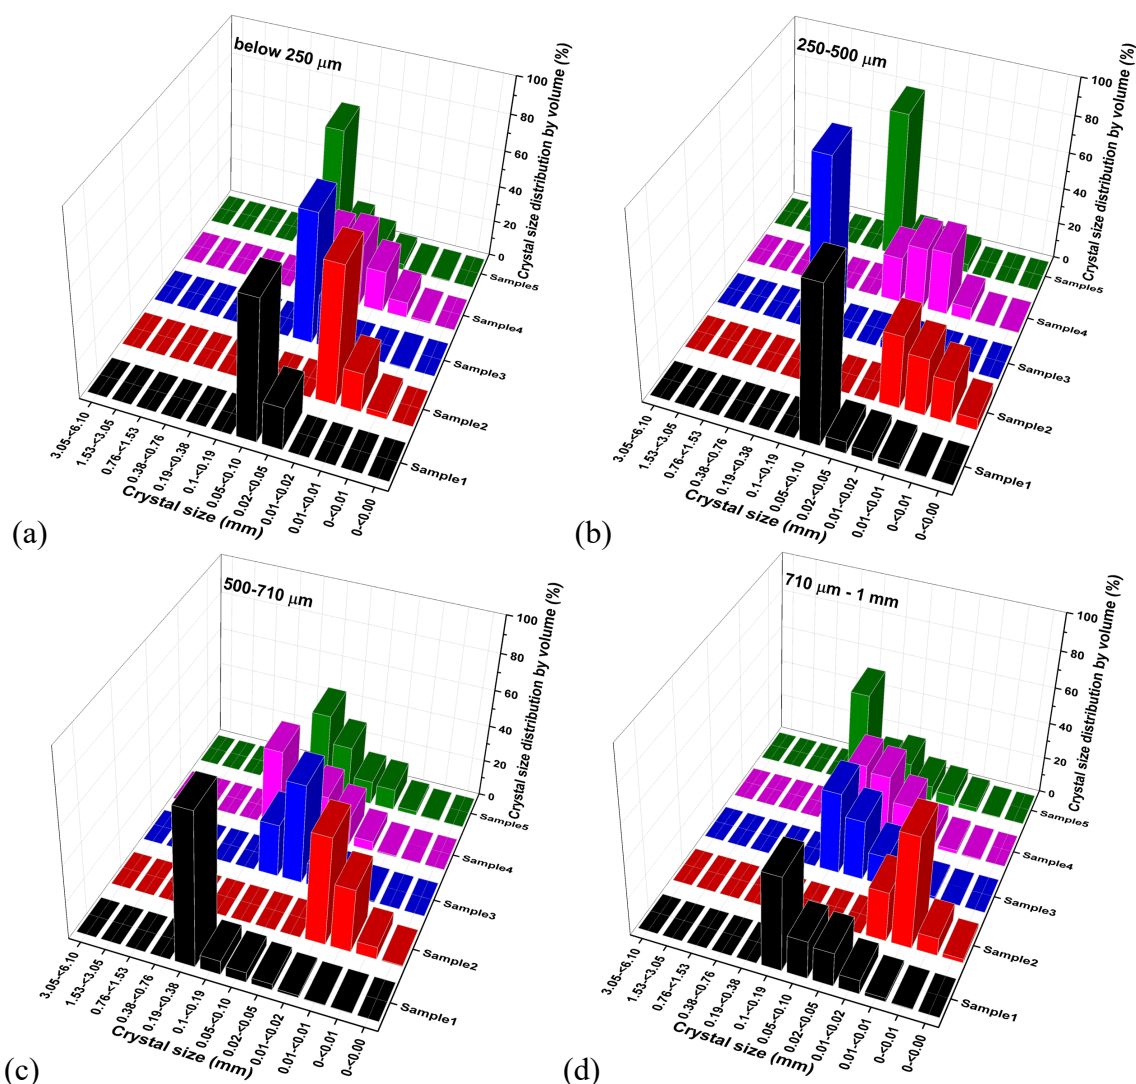 below 250 μm
Crystal size distribution by volume (%)
100
80
60
40
20
0
Sample5
Sample4
Sample3
Sample2
Sample1
3.05-<6.10
1.53-<3.05
0.76-<1.53
0.38-<0.76
0.19-<0.38
0.1-<0.19
0.05-<0.10
0.02-<0.05
0.01-<0.02
0.01-<0.01
0-<0.01
0-<0.00
Crystal size (mm)
(a)
250-500 μm
Crystal size distribution by volume (%)
100
80
60
40
20
0
Sample5
Sample4
Sample3
Sample2
Sample1
3.05-<6.10
1.53-<3.05
0.76-<1.53
0.38-<0.76
0.19-<0.38
0.1-<0.19
0.05-<0.10
0.02-<0.05
0.01-<0.02
0.01-<0.01
0-<0.01
0-<0.00
Crystal size (mm)
(b)
500-710 μm
Crystal size distribution by volume (%)
100
80
60
40
20
0
Sample5
Sample4
Sample3
Sample2
Sample1
3.05-<6.10
1.53-<3.05
0.76-<1.53
0.38-<0.76
0.19-<0.38
0.1-<0.19
0.05-<0.10
0.02-<0.05
0.01-<0.02
0.01-<0.01
0-<0.01
0-<0.00
Crystal size (mm)
(c)
710 μm - 1 mm
Crystal size distribution by volume (%)
100
80
60
40
20
0
Sample5
Sample4
Sample3
Sample2
Sample1
3.05-<6.10
1.53-<3.05
0.76-<1.53
0.38-<0.76
0.19-<0.38
0.1-<0.19
0.05-<0.10
0.02-<0.05
0.01-<0.02
0.01-<0.01
0-<0.01
0-<0.00
Crystal size (mm)
(d)